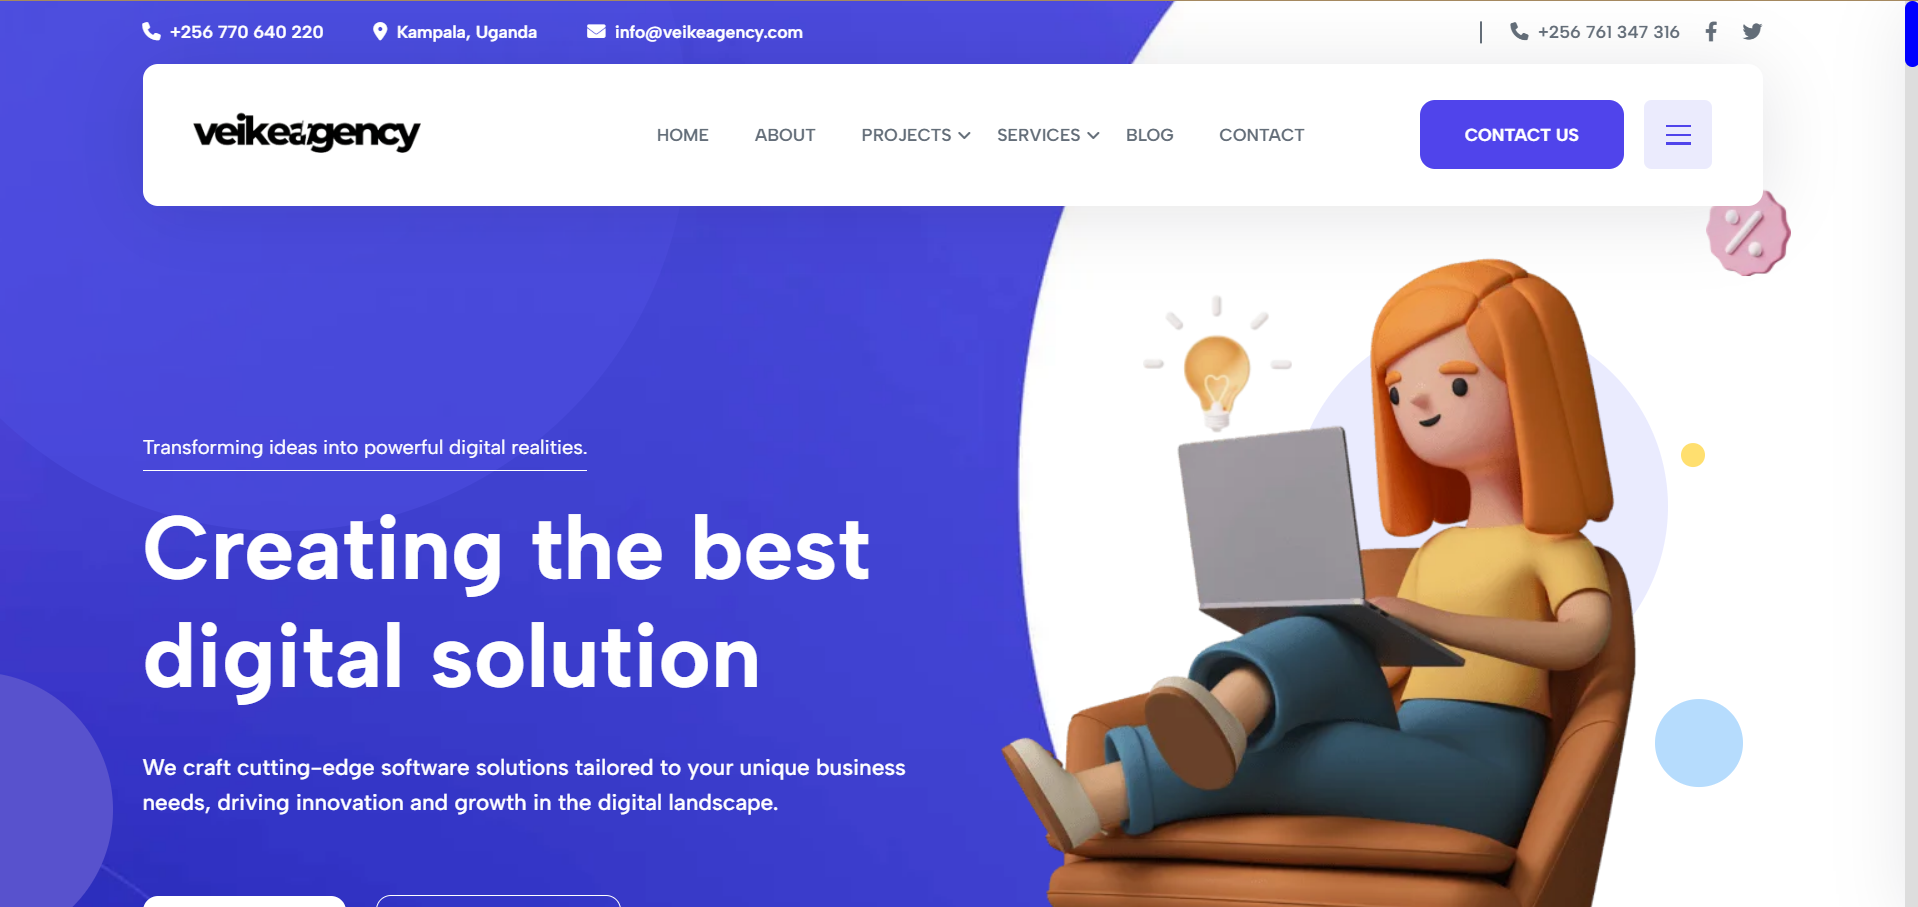 +256 770 640 220
Kampala, Uganda
info@veikeagency.com
+256 761 347 316
veikeagency
HOME
ABOUT
PROJECTS
SERVICES
BLOG
CONTACT
CONTACT US
%
Transforming ideas into powerful digital realities.
Creating the best
digital solution
We craft cutting-edge software solutions tailored to your unique business
needs, driving innovation and growth in the digital landscape.